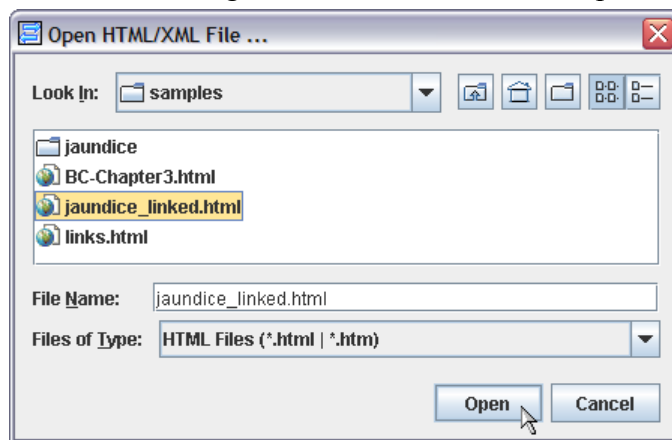 Open HTML/XML File ...
Look In: samples
jaundice
BC-Chapter3.html
jaundice_linked.html
links.html
File Name: jaundice_linked.html
Files of Type: HTML Files (*.html | *.htm)
Open Cancel